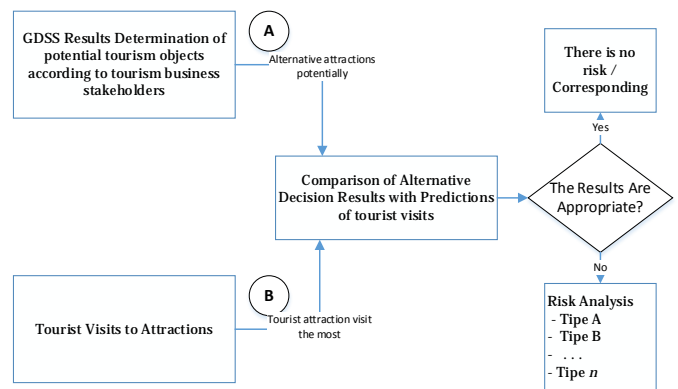 GDSS Results Determination of
potential tourism objects
according to tourism business
stakeholders
A
Alternative attractions
potentially
There is no
risk /
Corresponding
Yes
Comparison of Alternative
Decision Results with Predictions
of tourist visits
The Results Are
Appropriate?
No
Tourist Visits to Attractions
B
Tourist attraction visit
the most
Risk Analysis
- Tipe A
- Tipe B
- . . .
- Tipe n